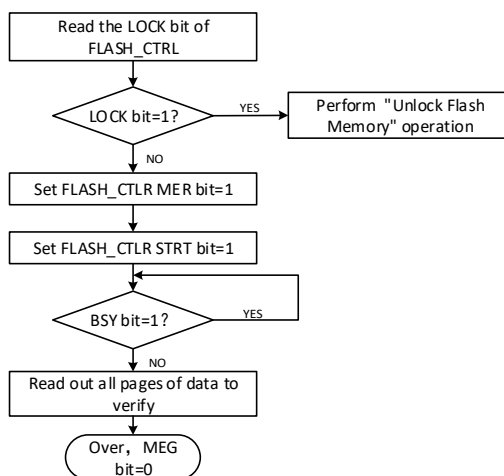 Read the LOCK bit of
FLASH_CTRL
LOCK bit=1?
YES
Perform "Unlock Flash
Memory" operation
NO
Set FLASH_CTLR MER bit=1
Set FLASH_CTLR STRT bit=1
BSY bit=1?
YES
NO
Read out all pages of data to
verify
Over, MEG
bit=0